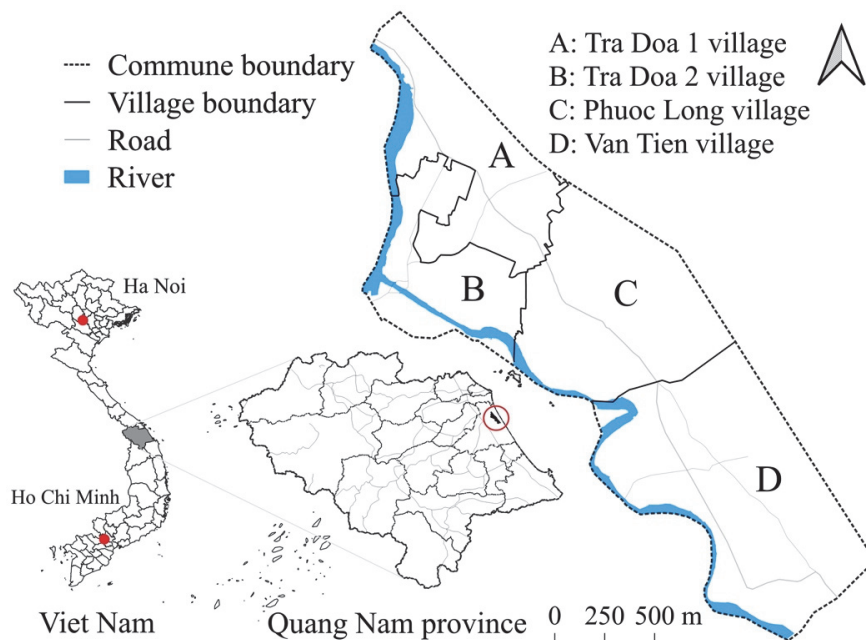 Commune boundary
Village boundary
Road
River
A: Tra Doa 1 village
B: Tra Doa 2 village
C: Phuoc Long village
D: Van Tien village
A
B
C
D
Ha Noi
Ho Chi Minh
Viet Nam
Quang Nam province
0 250 500 m